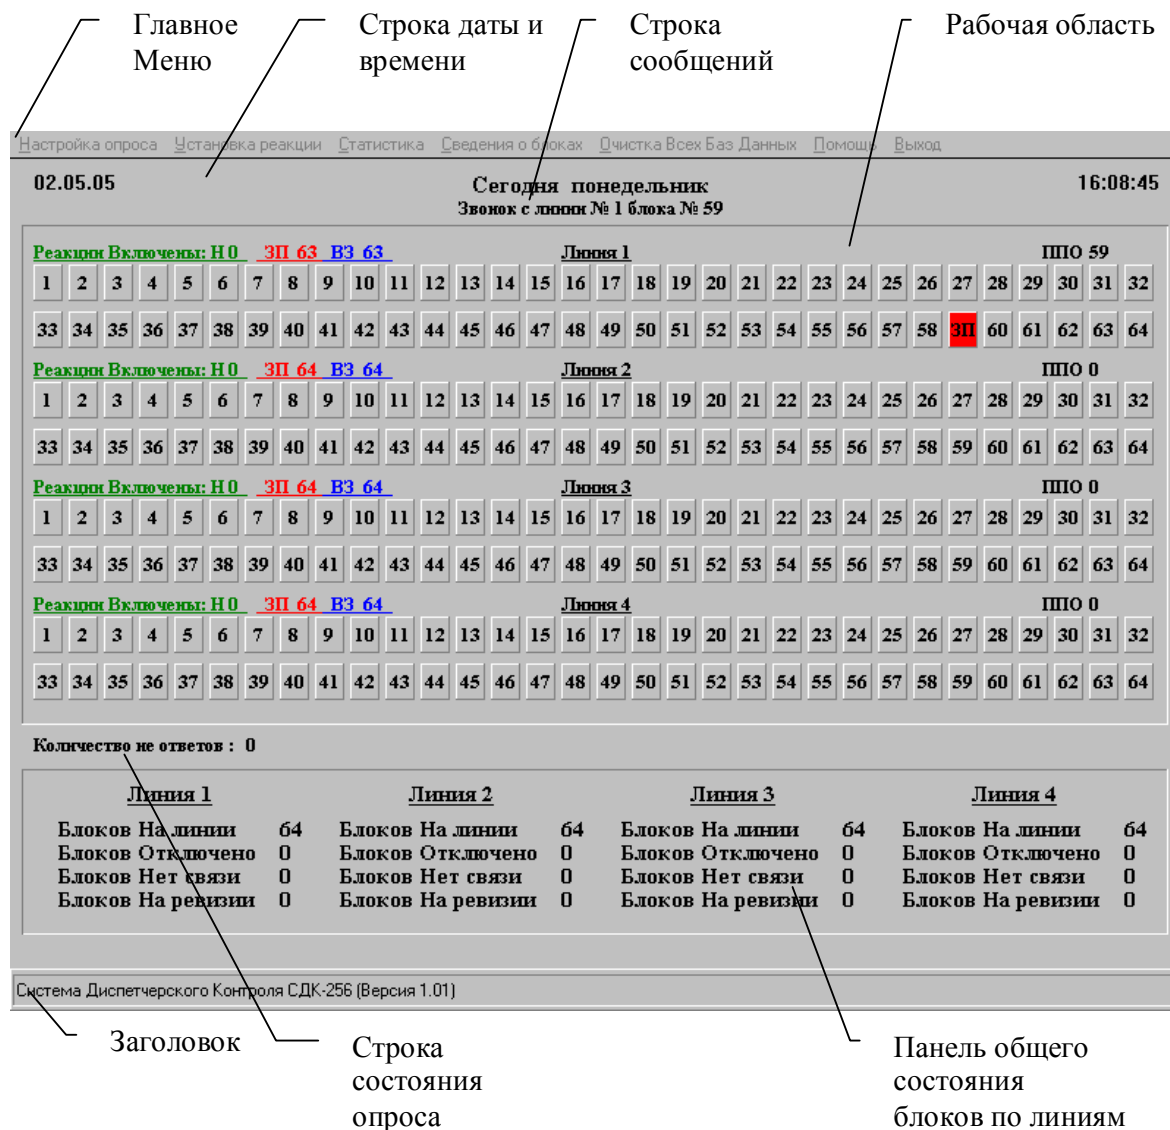 Главное Меню
Строка даты и времени
Строка сообщений
Рабочая область
Настройка опроса Установка реакции Статистика Сведения о блоках Очистка Всех Баз Данных Помощь Выход
02.05.05 Сегодня понедельник 16:08:45
Звонок с линии № 1 блока № 59
Реакции Включены: Н 0 ЗП 63 ВЗ 63 Линия 1 ППО 59
1 2 3 4 5 6 7 8 9 10 11 12 13 14 15 16 17 18 19 20 21 22 23 24 25 26 27 28 29 30 31 32
33 34 35 36 37 38 39 40 41 42 43 44 45 46 47 48 49 50 51 52 53 54 55 56 57 58 ЗП 60 61 62 63 64
Реакции Включены: Н 0 ЗП 64 ВЗ 64 Линия 2 ППО 0
1 2 3 4 5 6 7 8 9 10 11 12 13 14 15 16 17 18 19 20 21 22 23 24 25 26 27 28 29 30 31 32
33 34 35 36 37 38 39 40 41 42 43 44 45 46 47 48 49 50 51 52 53 54 55 56 57 58 59 60 61 62 63 64
Реакции Включены: Н 0 ЗП 64 ВЗ 64 Линия 3 ППО 0
1 2 3 4 5 6 7 8 9 10 11 12 13 14 15 16 17 18 19 20 21 22 23 24 25 26 27 28 29 30 31 32
33 34 35 36 37 38 39 40 41 42 43 44 45 46 47 48 49 50 51 52 53 54 55 56 57 58 59 60 61 62 63 64
Реакции Включены: Н 0 ЗП 64 ВЗ 64 Линия 4 ППО 0
1 2 3 4 5 6 7 8 9 10 11 12 13 14 15 16 17 18 19 20 21 22 23 24 25 26 27 28 29 30 31 32
33 34 35 36 37 38 39 40 41 42 43 44 45 46 47 48 49 50 51 52 53 54 55 56 57 58 59 60 61 62 63 64
Количество не ответов : 0
Линия 1 Линия 2 Линия 3 Линия 4
Блоков На линии 64 Блоков На линии 64 Блоков На линии 64 Блоков На линии 64
Блоков Отключено 0 Блоков Отключено 0 Блоков Отключено 0 Блоков Отключено 0
Блоков Нет связи 0 Блоков Нет связи 0 Блоков Нет связи 0 Блоков Нет связи 0
Блоков На ревизии 0 Блоков На ревизии 0 Блоков На ревизии 0 Блоков На ревизии 0
Система Диспетчерского Контроля СДК-256 (Версия 1.01)
Заголовок
Строка
состояния
опроса
Панель общего
состояния
блоков по линиям